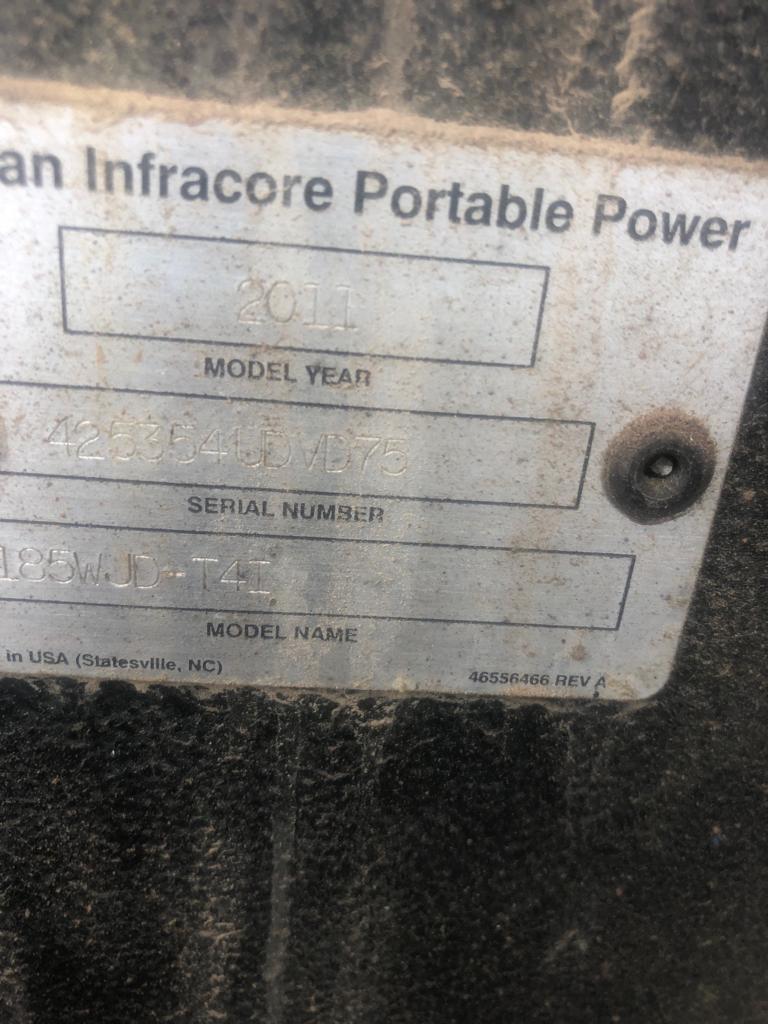 an Infracore Portable Power
2011
MODEL YEAR
425354UDVD75
SERIAL NUMBER
185WJD-T4I
MODEL NAME
in USA (Statesville, NC)
46556466 REV A